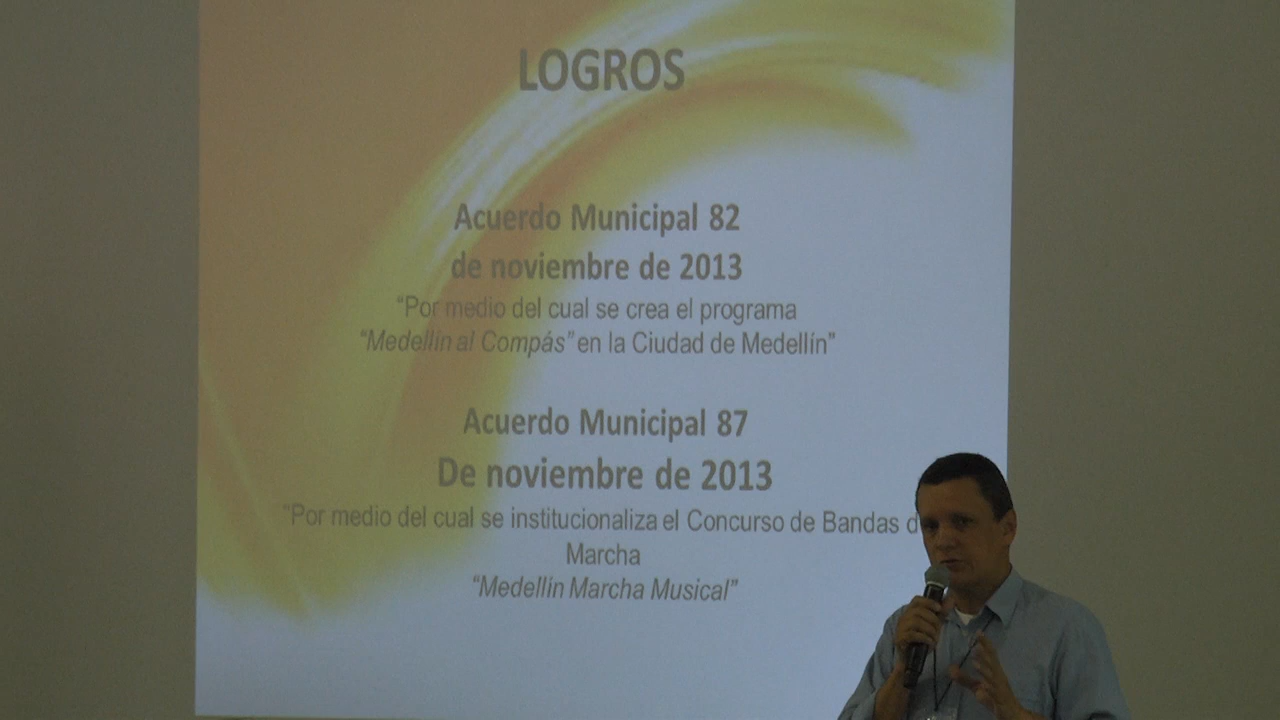 LOGROS
Acuerdo Municipal 82
de noviembre de 2013
“Por medio del cual se crea el programa
“Medellín al Compás” en la Ciudad de Medellín”
Acuerdo Municipal 87
De noviembre de 2013
“Por medio del cual se institucionaliza el Concurso de Bandas d
Marcha
“Medellín Marcha Musical”